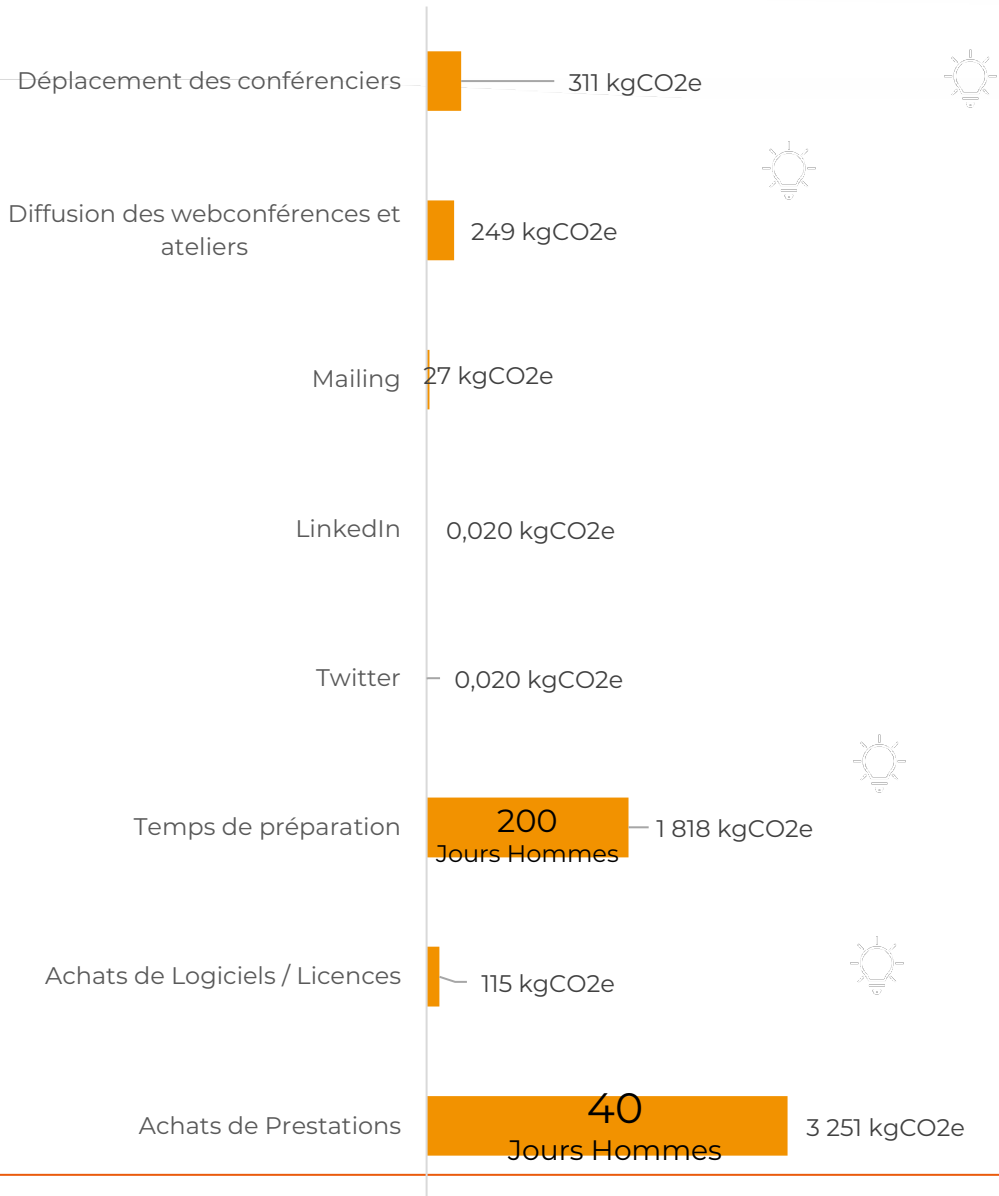 Déplacement des conférenciers
311 kgCO2e
Diffusion des webconférences et
ateliers
249 kgCO2e
Mailing
27 kgCO2e
LinkedIn
0,020 kgCO2e
Twitter
0,020 kgCO2e
Temps de préparation
200
Jours Hommes
1 818 kgCO2e
Achats de Logiciels / Licences
115 kgCO2e
Achats de Prestations
40
Jours Hommes
3 251 kgCO2e